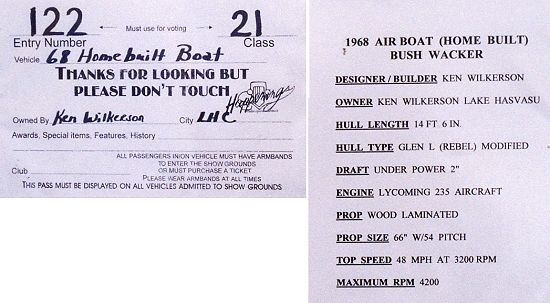 122 ← Must use for voting → 21
Entry Number Class
Vehicle 68 Homebuilt Boat
THANKS FOR LOOKING BUT
PLEASE DON'T TOUCH
Happenings
Owned By Ken Wilkerson City LHC
Awards, Special items, Features, History
ALL PASSENGERS IN/ON VEHICLE MUST HAVE ARMBANDS
TO ENTER THE SHOW GROUNDS
Club OR MUST PURCHASE A TICKET
PLEASE WEAR ARMBANDS AT ALL TIMES
THIS PASS MUST BE DISPLAYED ON ALL VEHICLES ADMITTED TO SHOW GROUNDS
1968 AIR BOAT (HOME BUILT)
BUSH WACKER
DESIGNER / BUILDER KEN WILKERSON
OWNER KEN WILKERSON LAKE HASVASU
HULL LENGTH 14 FT 6 IN.
HULL TYPE GLEN L (REBEL) MODIFIED
DRAFT UNDER POWER 2"
ENGINE LYCOMING 235 AIRCRAFT
PROP WOOD LAMINATED
PROP SIZE 66" W/54 PITCH
TOP SPEED 48 MPH AT 3200 RPM
MAXIMUM RPM 4200